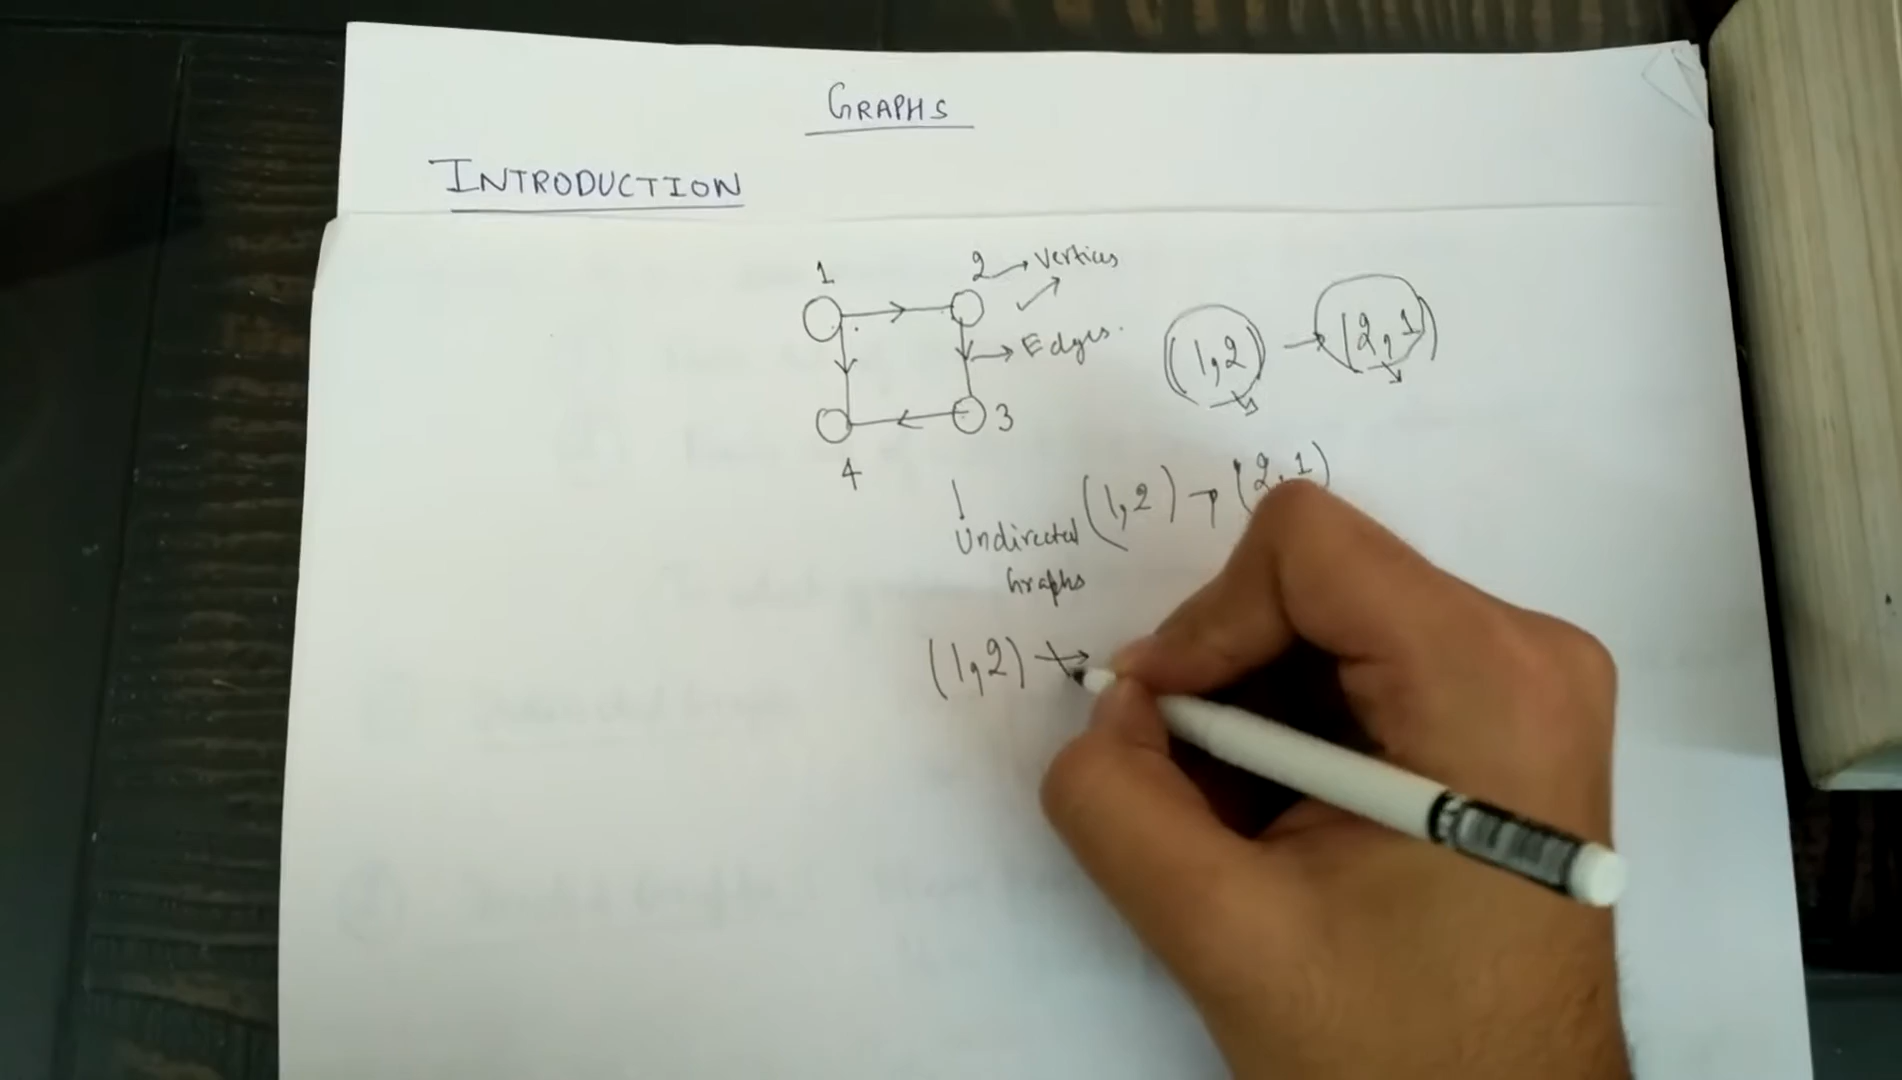 GRAPHS
INTRODUCTION
1 2 → Vertices
→ Edges.
(1,2) → (2,1)
4 3
Undirected (1,2) → (2,1)
Graphs
(1,2) →